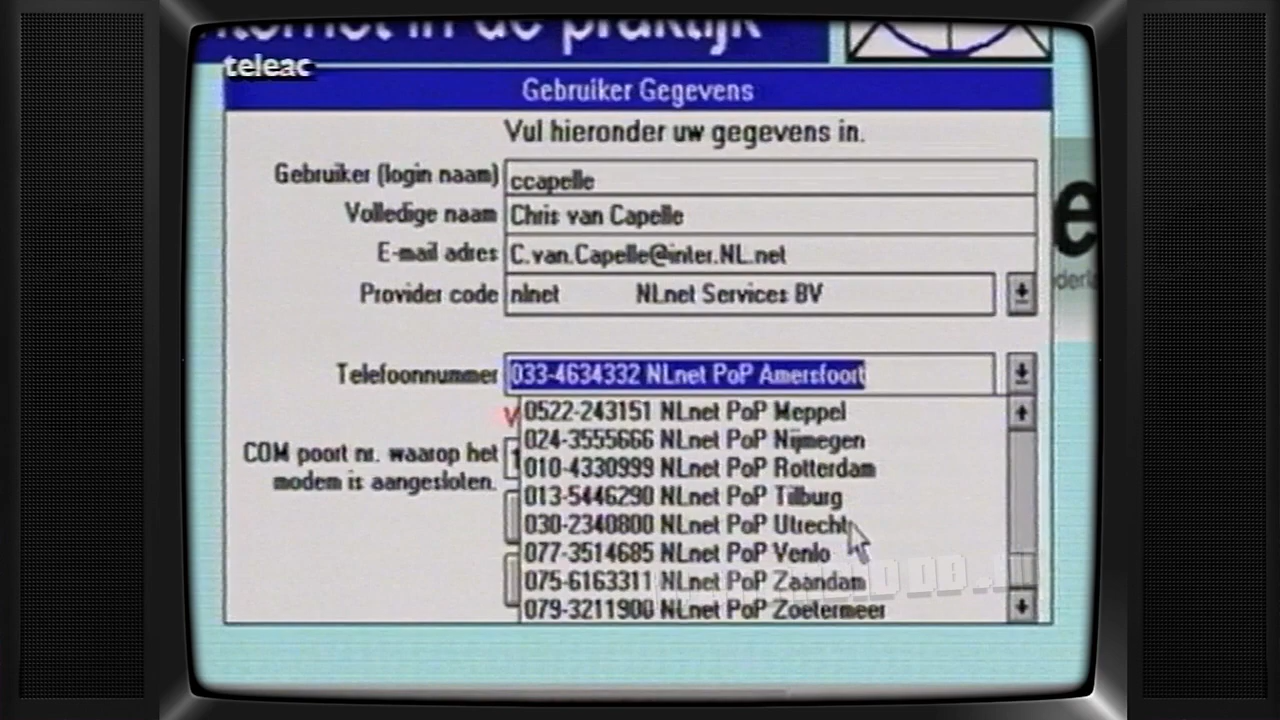 ternet in de praktijk
teleac
Gebruiker Gegevens
Vul hieronder uw gegevens in.
Gebruiker (login naam) ccapelle
Volledige naam Chris van Capelle
E-mail adres C.van.Capelle@inter.NL.net
Provider code nlnet NLnet Services BV
Telefoonnummer 033-4634332 NLnet PoP Amersfoort
0522-243151 NLnet PoP Meppel
024-3555666 NLnet PoP Nijmegen
010-4330999 NLnet PoP Rotterdam
COM poort nr. waarop het
modem is aangesloten.
013-5446290 NLnet PoP Tilburg
030-2340800 NLnet PoP Utrecht
077-3514685 NLnet PoP Venlo
075-6163311 NLnet PoP Zaandam
079-3211900 NLnet PoP Zoetermeer